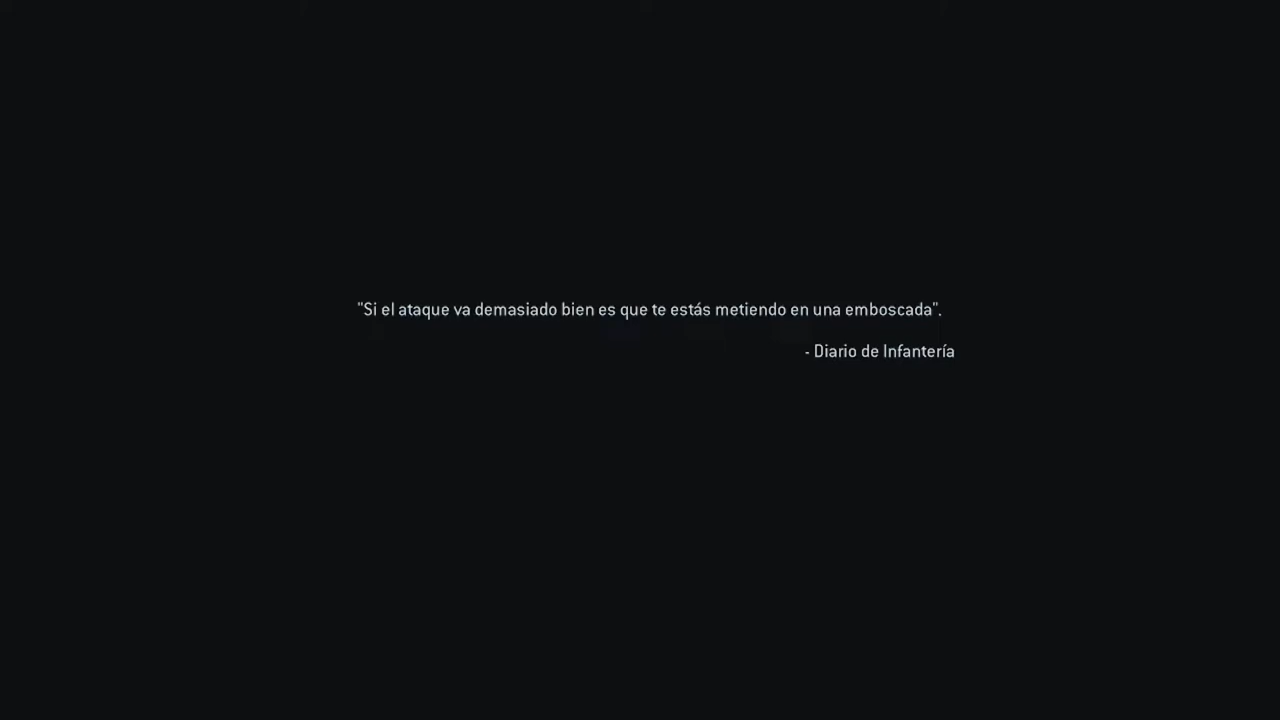 "Si el ataque va demasiado bien es que te estás metiendo en una emboscada".
- Diario de Infantería